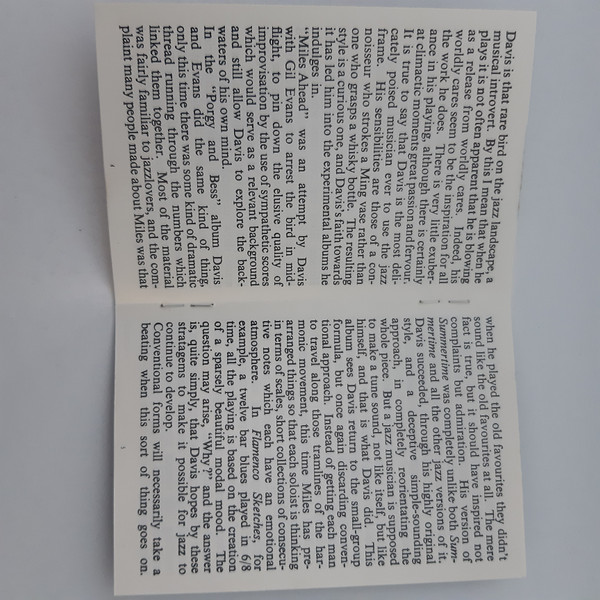 Davis is that rare bird on the jazz landscape, a
musical introvert. By this I mean that when he
plays it is not often apparent that he is blowing
as a release from worldly cares. Indeed, his
worldly cares seem to be the inspiration for all
the work he does. There is very little exuber-
ance in his playing, although there is certainly
at climactic moments great passion and fervour.
It is true to say that Davis is the most deli-
cately poised musician ever to use the jazz
frame. His sensibilities are those of a con-
noisseur who strokes a Ming vase rather than
one who grasps a whisky bottle. The resulting
style is a curious one, and Davis's faith towards
it has led him into the experimental albums he
indulges in.
"Miles Ahead" was an attempt by Davis
with Gil Evans to arrest the bird in mid-
flight, to pin down the elusive quality of
improvisation by the use of sympathetic scores
which would serve as a relevant background
and still allow Davis to explore the back-
waters of his own mind.
In the "Porgy and Bess" album Davis
and Evans did the same kind of thing,
only this time there was some kind of dramatic
thread running through the numbers which
linked them together. Most of the material
was fairly familiar to jazzlovers, and the com-
plaint many people made about Miles was that
when he played the old favourites they didn't
sound like the old favourites at all. The mere
fact is true, but it should have inspired not
complaints but admiration. His version of
Summertime was completely unlike both Sum-
mertime and all the other jazz versions of it.
Davis succeeded, through his highly original
style, and a deceptive simple-sounding
approach, in completely reorientating the
whole piece. But a jazz musician is supposed
to make a tune sound, not like itself, but like
himself, and that is what Davis did. This
album sees Davis return to the small-group
formula, but once again discarding conven-
tional approach. Instead of getting each man
to travel along those tramlines of the har-
monic movement, this time Miles has pre-
arranged things so that each soloist is thinking
in terms of scales, short collections of consecu-
tive notes which each have an emotional
atmosphere. In Flamenco Sketches, for
example, a twelve bar blues played in 6/8
time, all the playing is based on the creation
of a sparsely beautiful modal mood. The
question may arise, "Why?" and the answer
is, quite simply, that Davis hopes by these
stratagems to make it possible for jazz to
continue to develop.
Conventional forms will necessarily take a
beating when this sort of thing goes on.